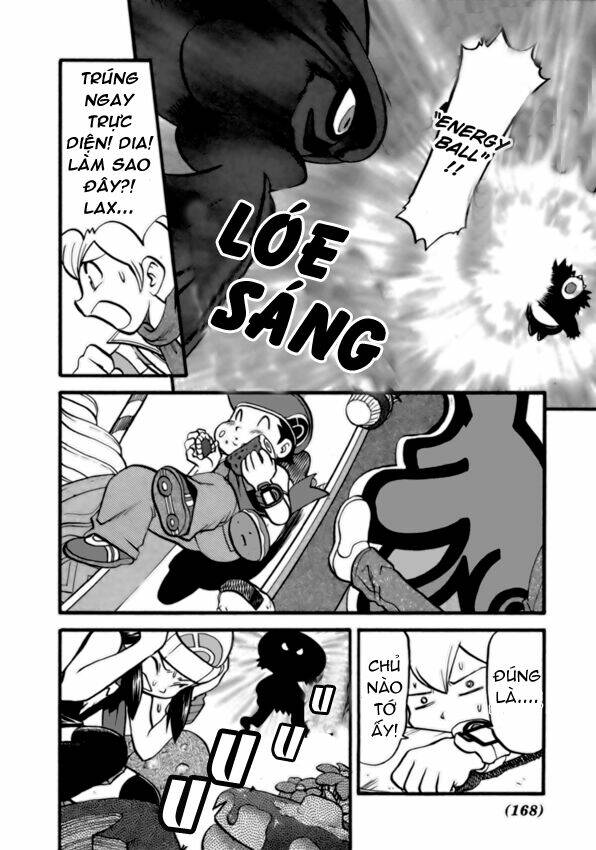 TRÚNG
NGAY
TRỰC
DIỆN! DIA!
LÀM SAO
ĐÂY?!
LAX...
"ENERGY
BALL"
!!
LÓE
SÁNG
CHỈ
NÀO TỚ
ẤY!
ĐÚNG
LÀ....
U
U
U
U
U
U
(168)